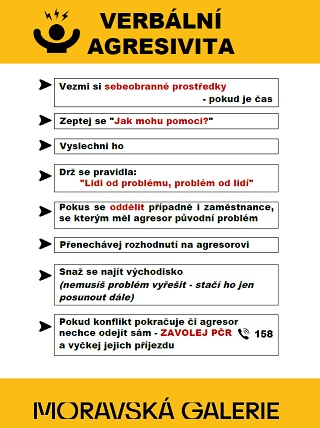 VERBÁLNÍ
AGRESIVITA
Vezmi si sebeobranné prostředky
- pokud je čas
Zeptej se "Jak mohu pomoci?"
Vyslechni ho
Drž se pravidla:
"Lidi od problému, problém od lidí"
Pokus se oddělit případně i zaměstnance,
se kterým měl agresor původní problém
Přenechávej rozhodnutí na agresorovi
Snaž se najít východisko
(nemusíš problém vyřešit - stačí ho jen
posunout dále)
Pokud konflikt pokračuje či agresor
nechce odejít sám - ZAVOLEJ PČR 158
a vyčkej jejich příjezdu
MORAVSKÁ GALERIE